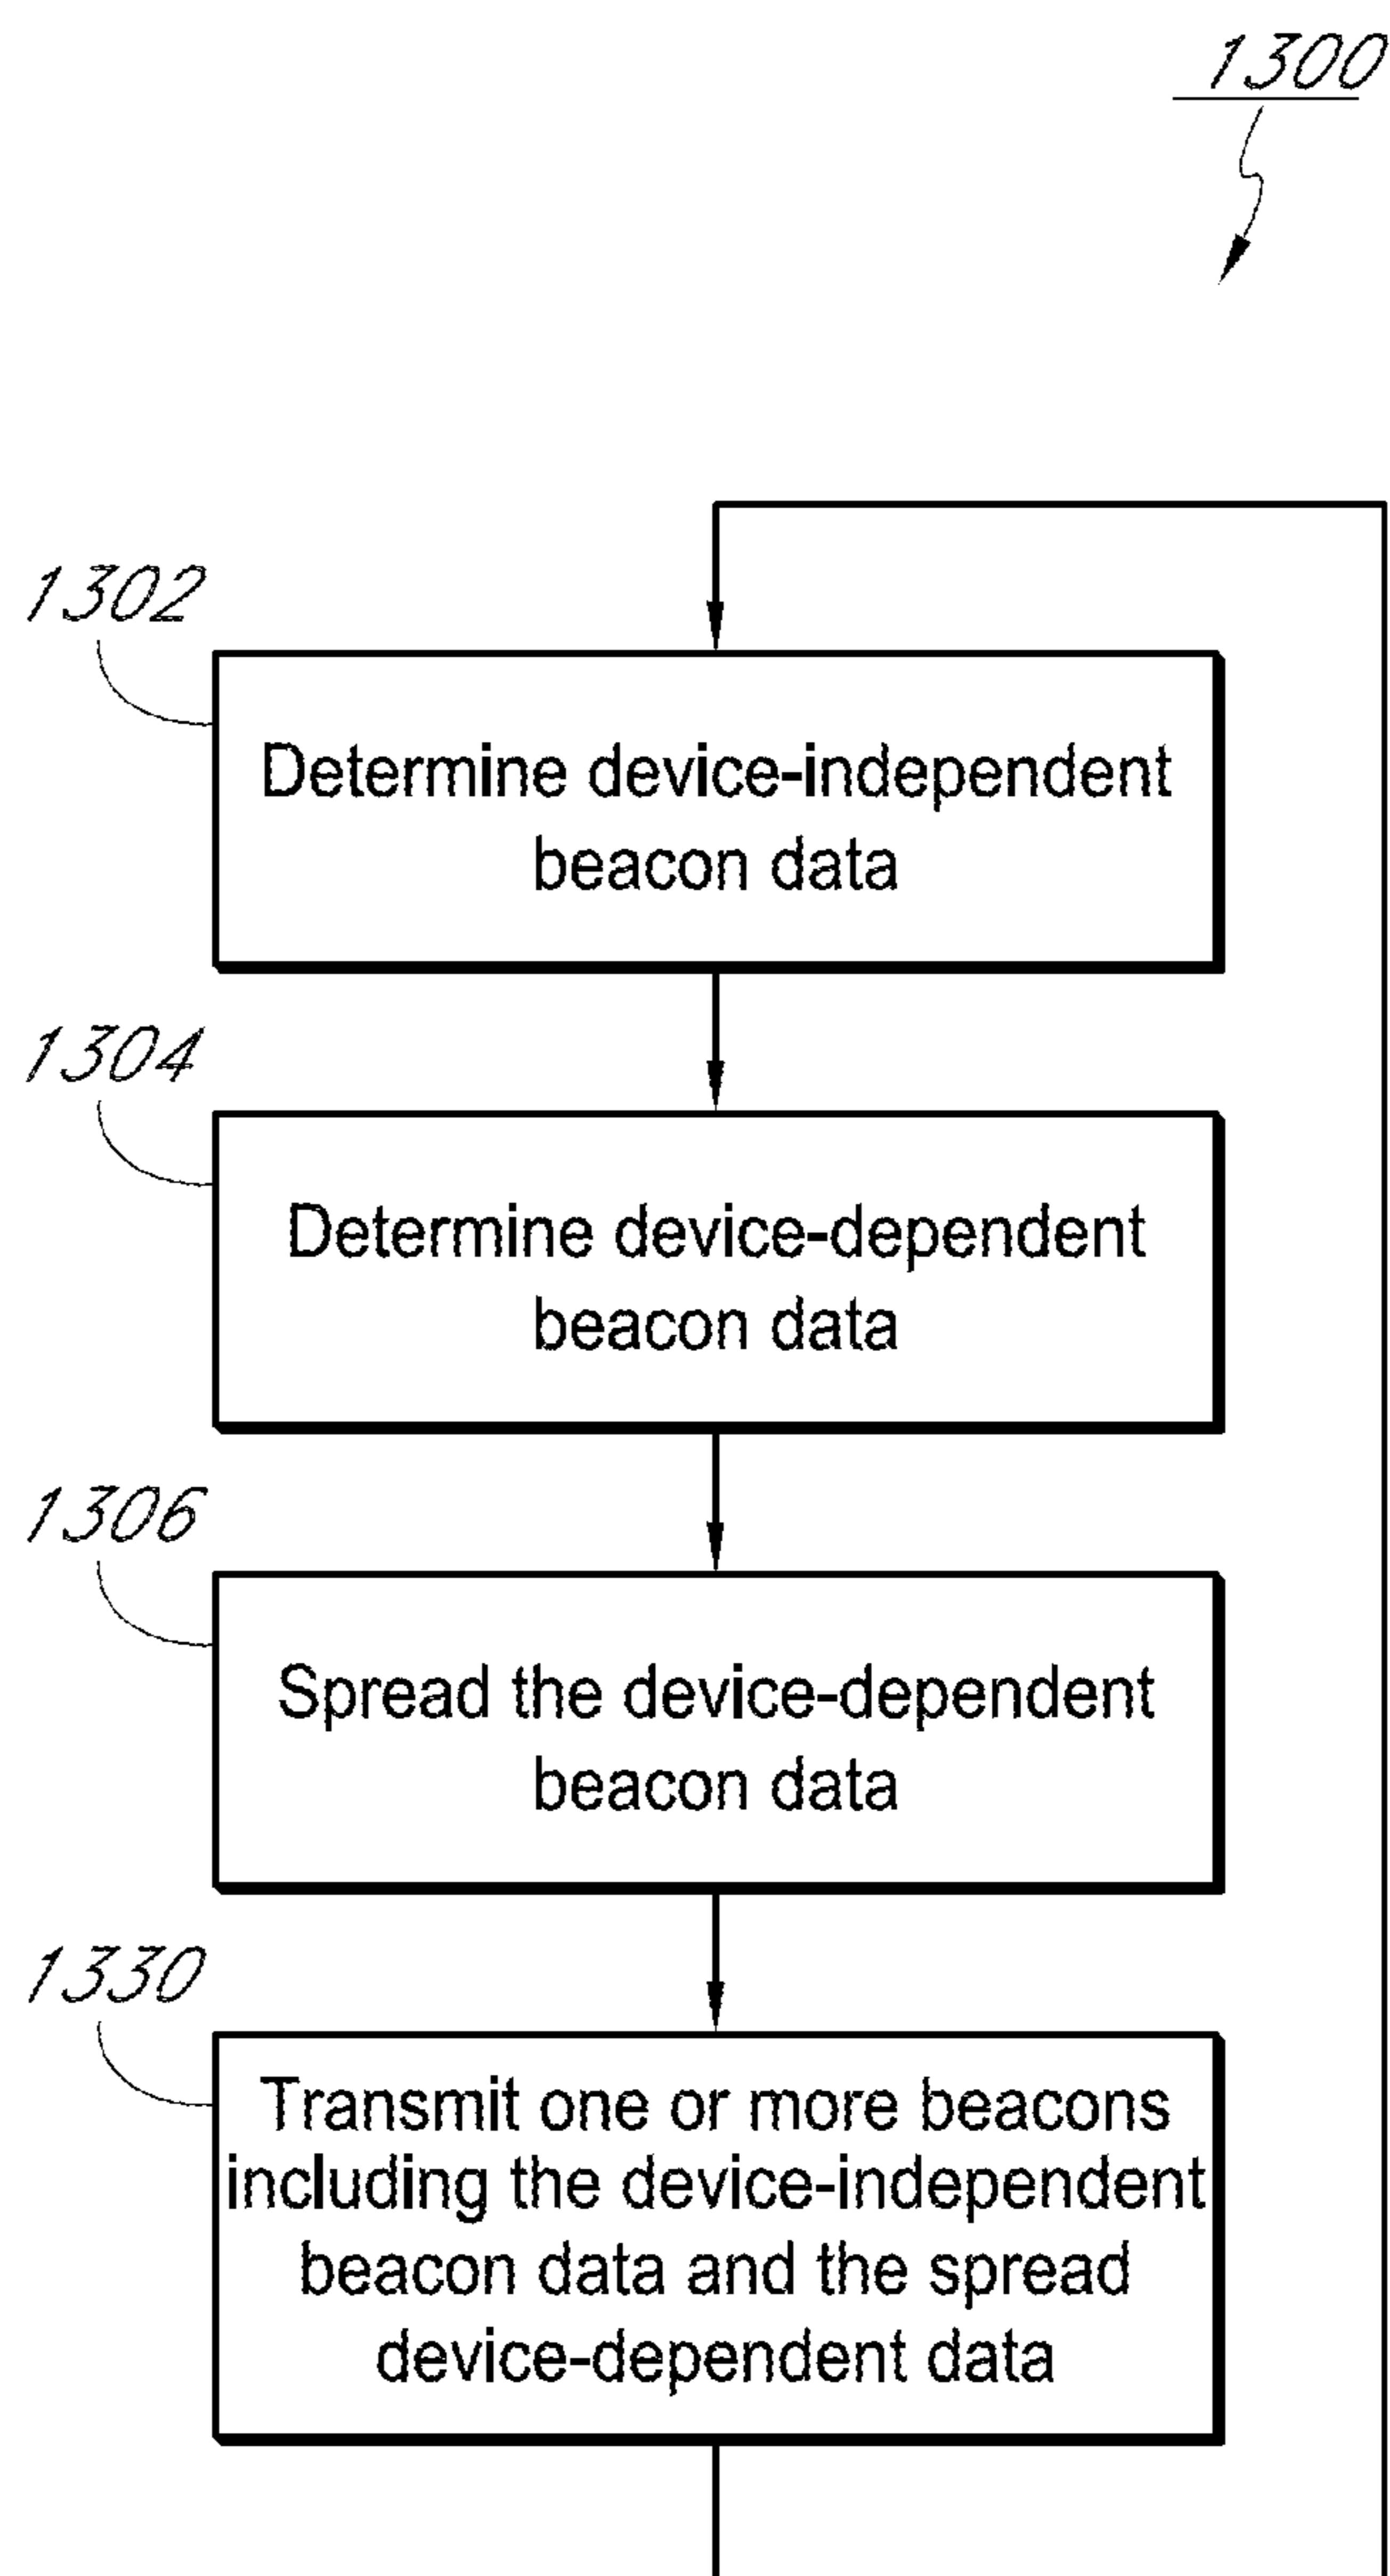 1300
1302
Determine device-independent
beacon data
1304
Determine device-dependent
beacon data
1306
Spread the device-dependent
beacon data
1330
Transmit one or more beacons
including the device-independent
beacon data and the spread
device-dependent data